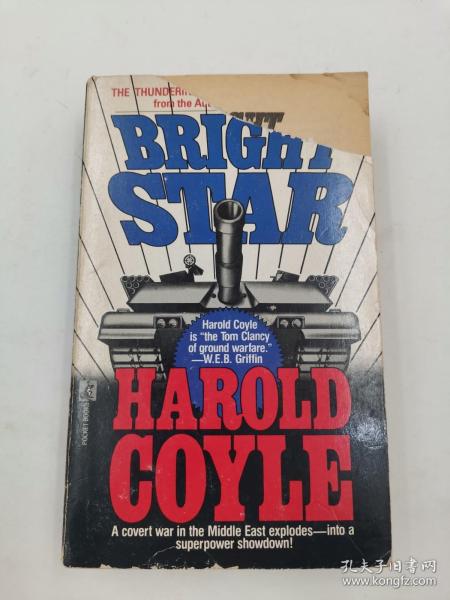 THE THUNDERIN
from the Au
BRIGHT
STAR
Harold Coyle
is "the Tom Clancy
of ground warfare."
—W.E.B. Griffin
POCKET BOOKS
HAROLD
COYLE
A covert war in the Middle East explodes—into a
superpower showdown!
孔夫子旧书网
www.kongfz.com